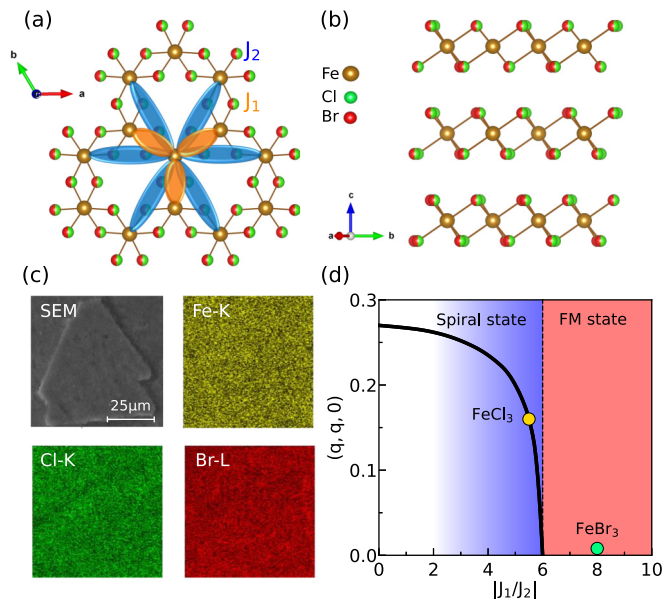 (a)
b
a
J₂
J₁
(b)
Fe
Cl
Br
c
a
b
(c)
SEM
25μm
Fe-K
Cl-K
Br-L
(d)
0.3
0.2
0.1
0.0
(q, q, 0)
Spiral state
FM state
FeCl₃
FeBr₃
0
2
4
6
8
10
|J₁/J₂|